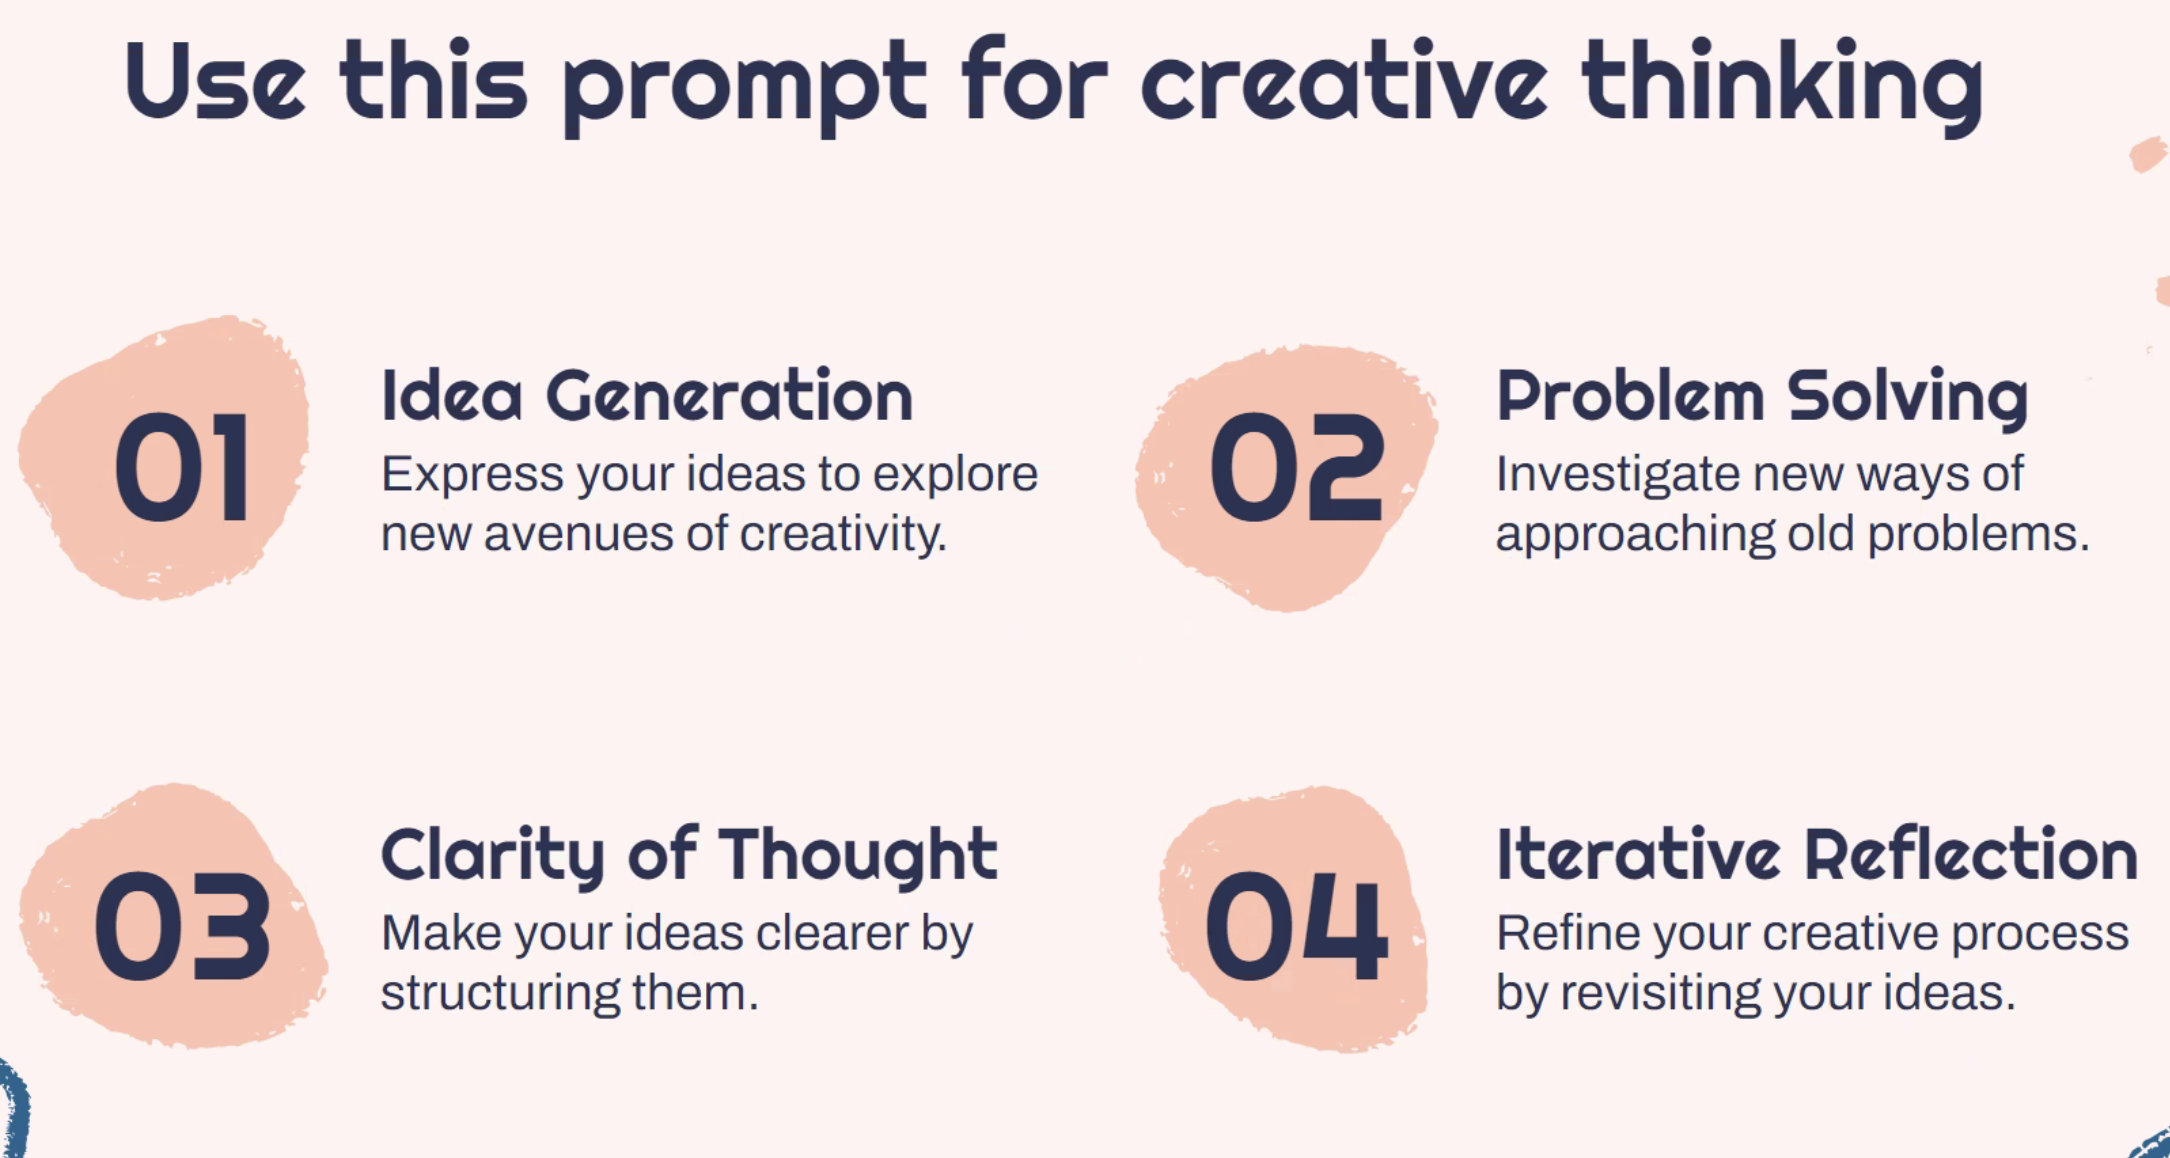 Use this prompt for creative thinking
01
Idea Generation
Express your ideas to explore
new avenues of creativity.
02
Problem Solving
Investigate new ways of
approaching old problems.
03
Clarity of Thought
Make your ideas clearer by
structuring them.
04
Iterative Reflection
Refine your creative process
by revisiting your ideas.